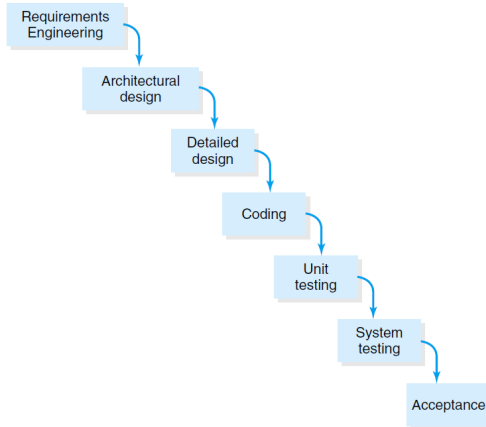 Requirements
Engineering
Architectural
design
Detailed
design
Coding
Unit
testing
System
testing
Acceptance